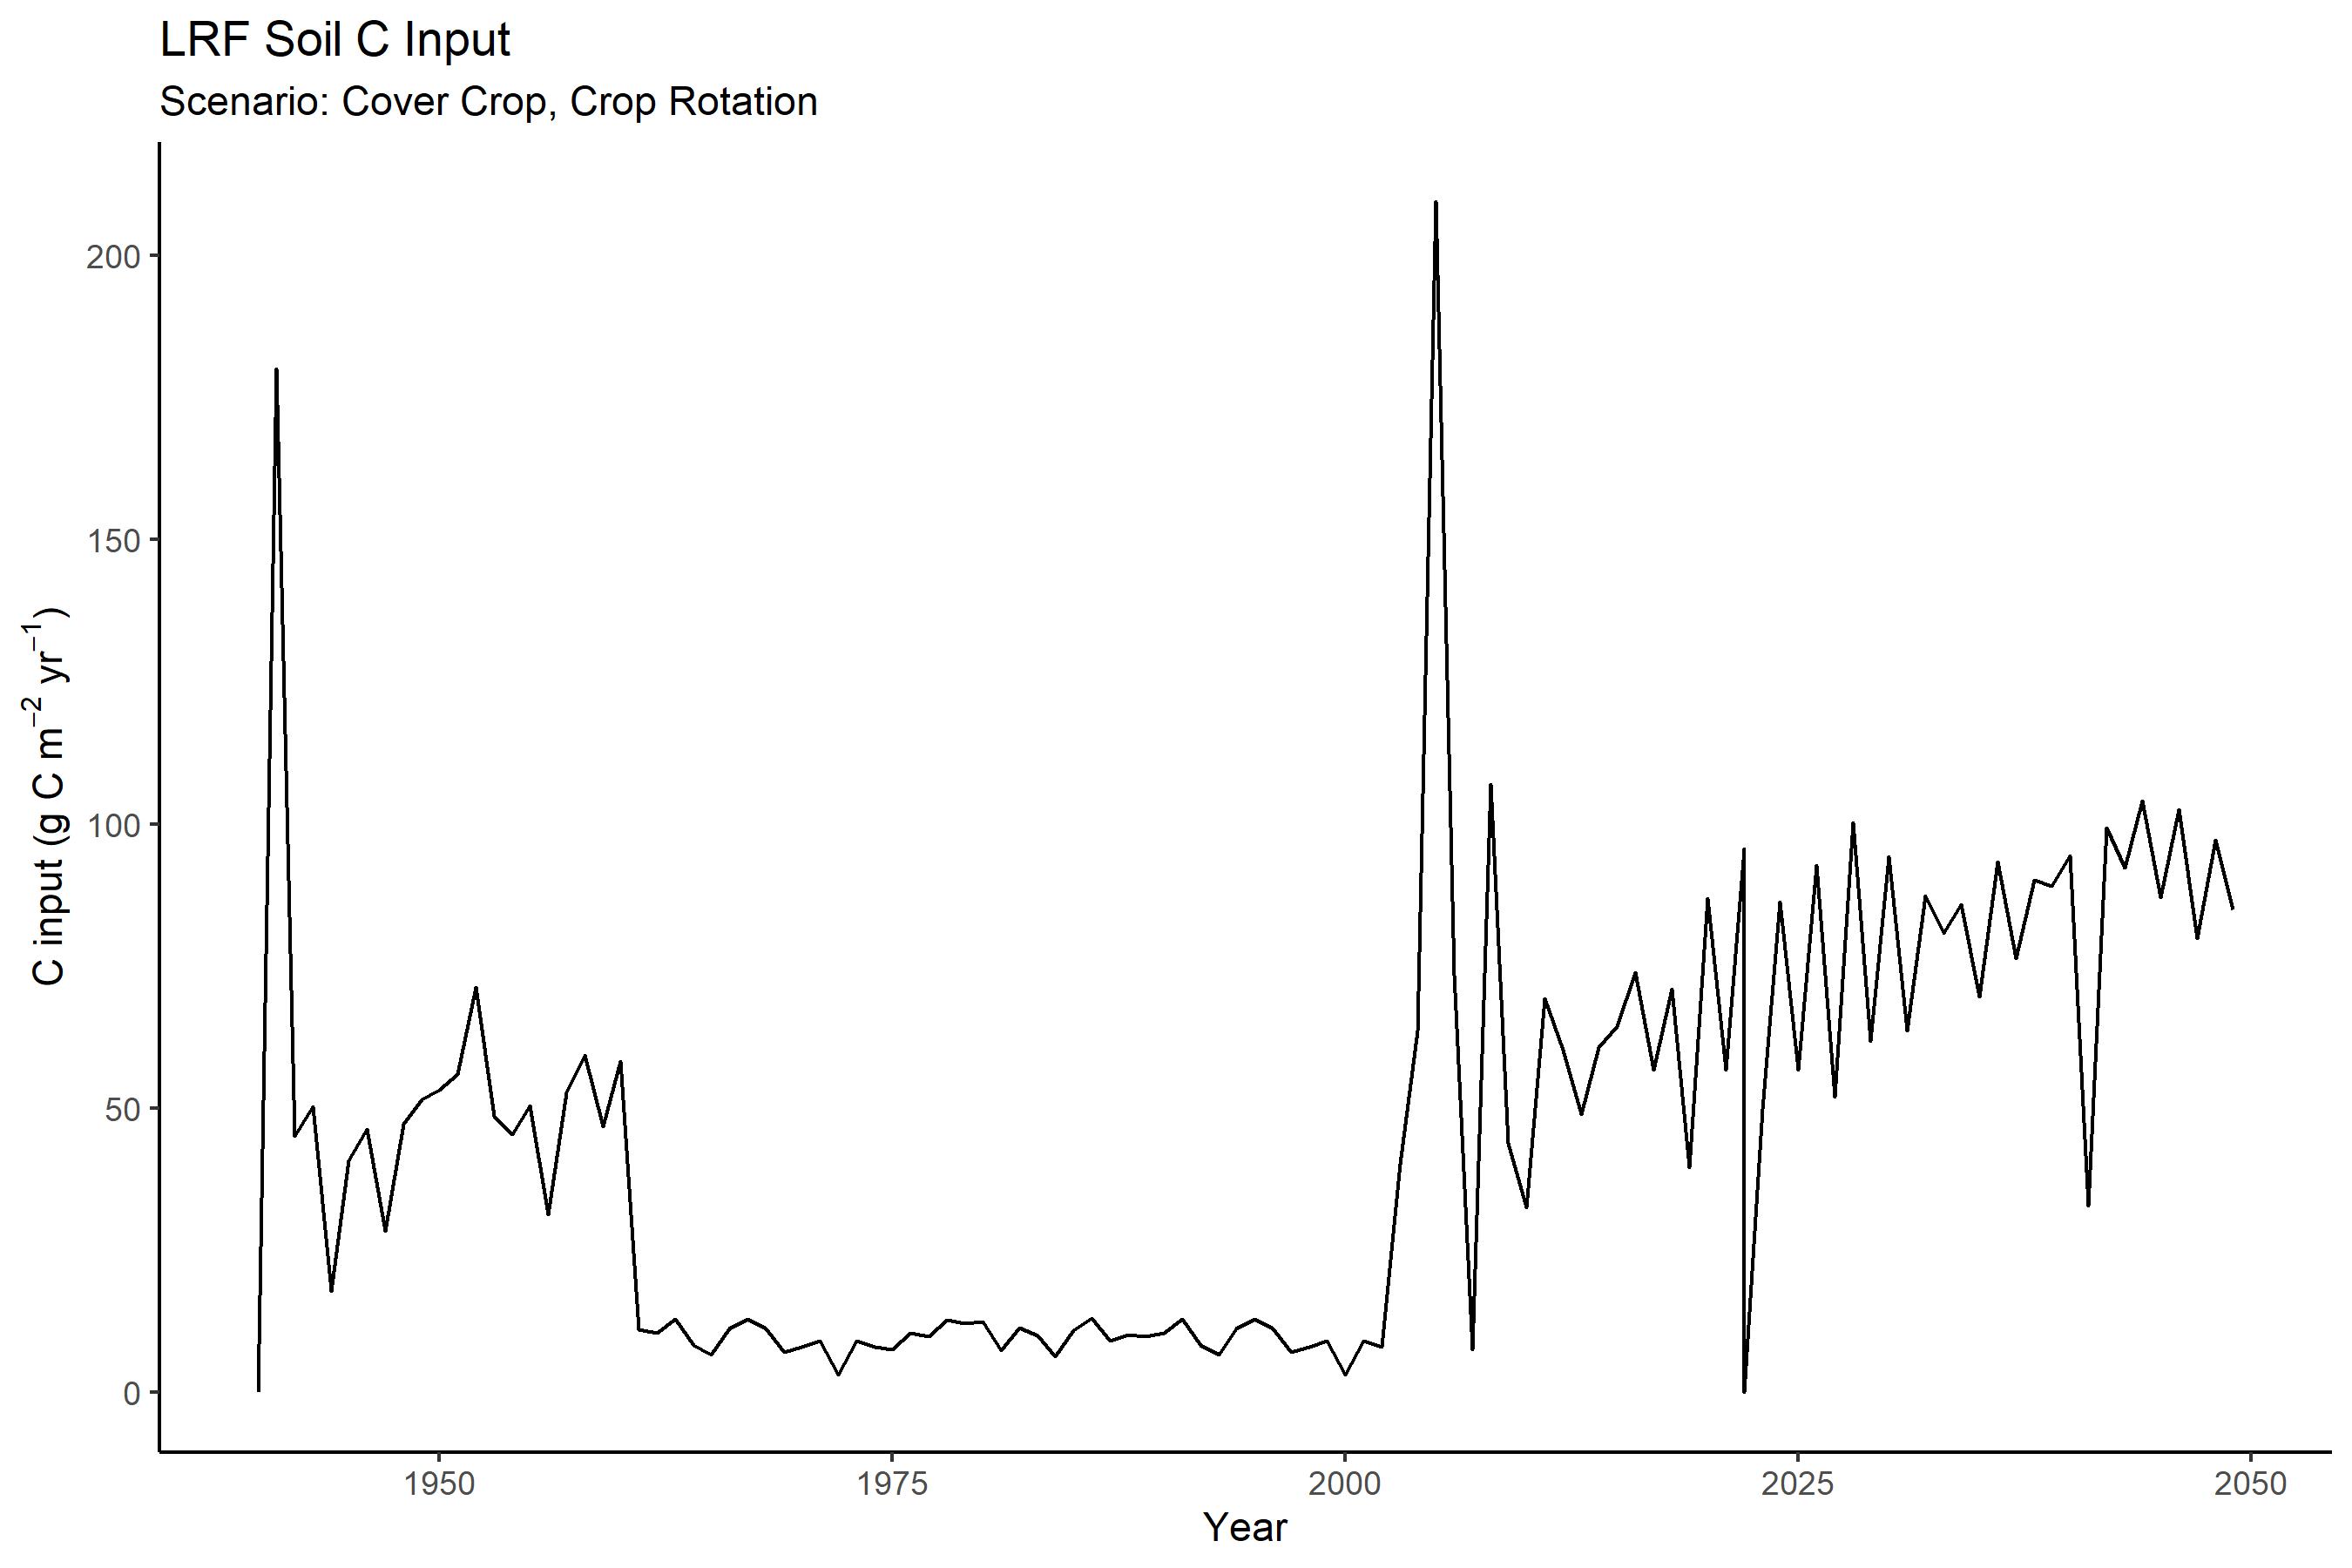 LRF Soil C Input
Scenario: Cover Crop, Crop Rotation
C input (g C m⁻² yr⁻¹)
200
150
100
50
0
1950 1975 2000 2025 2050
Year